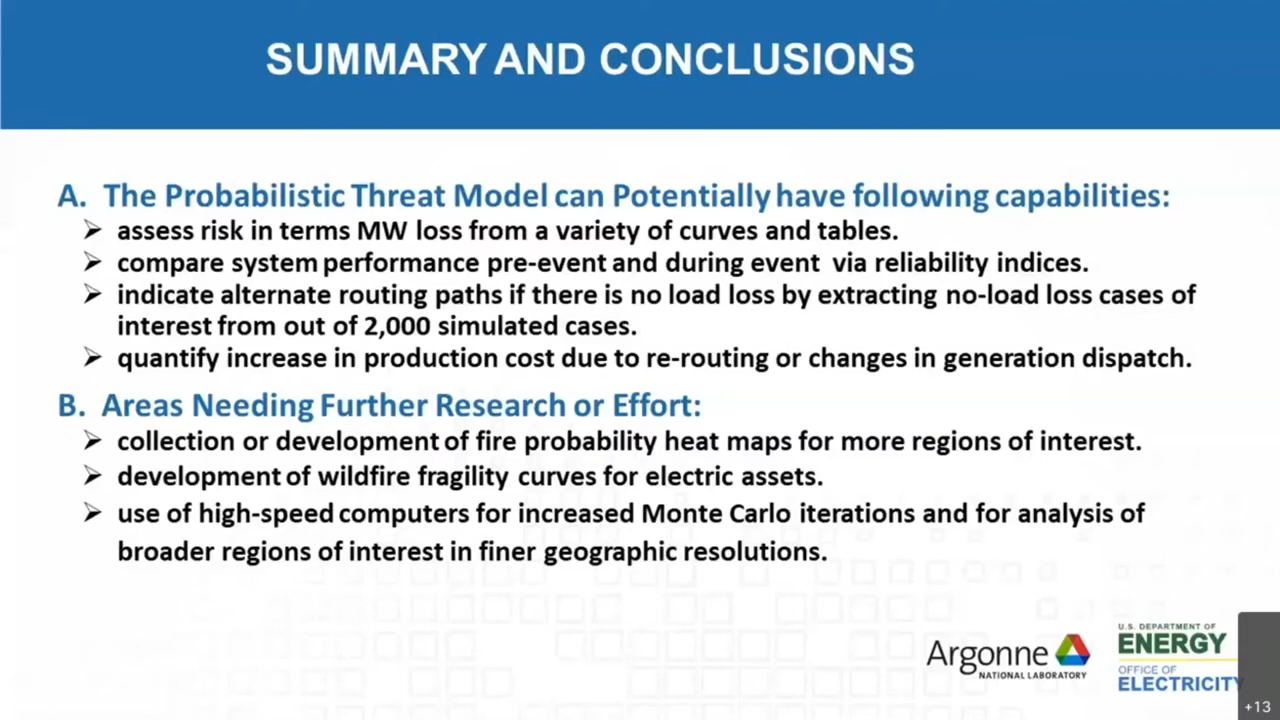 SUMMARY AND CONCLUSIONS
A. The Probabilistic Threat Model can Potentially have following capabilities:
➢ assess risk in terms MW loss from a variety of curves and tables.
➢ compare system performance pre-event and during event via reliability indices.
➢ indicate alternate routing paths if there is no load loss by extracting no-load loss cases of
interest from out of 2,000 simulated cases.
➢ quantify increase in production cost due to re-routing or changes in generation dispatch.
B. Areas Needing Further Research or Effort:
➢ collection or development of fire probability heat maps for more regions of interest.
➢ development of wildfire fragility curves for electric assets.
➢ use of high-speed computers for increased Monte Carlo iterations and for analysis of
broader regions of interest in finer geographic resolutions.
Argonne
NATIONAL LABORATORY
U.S. DEPARTMENT OF
ENERGY
OFFICE OF
ELECTRICITY
+13